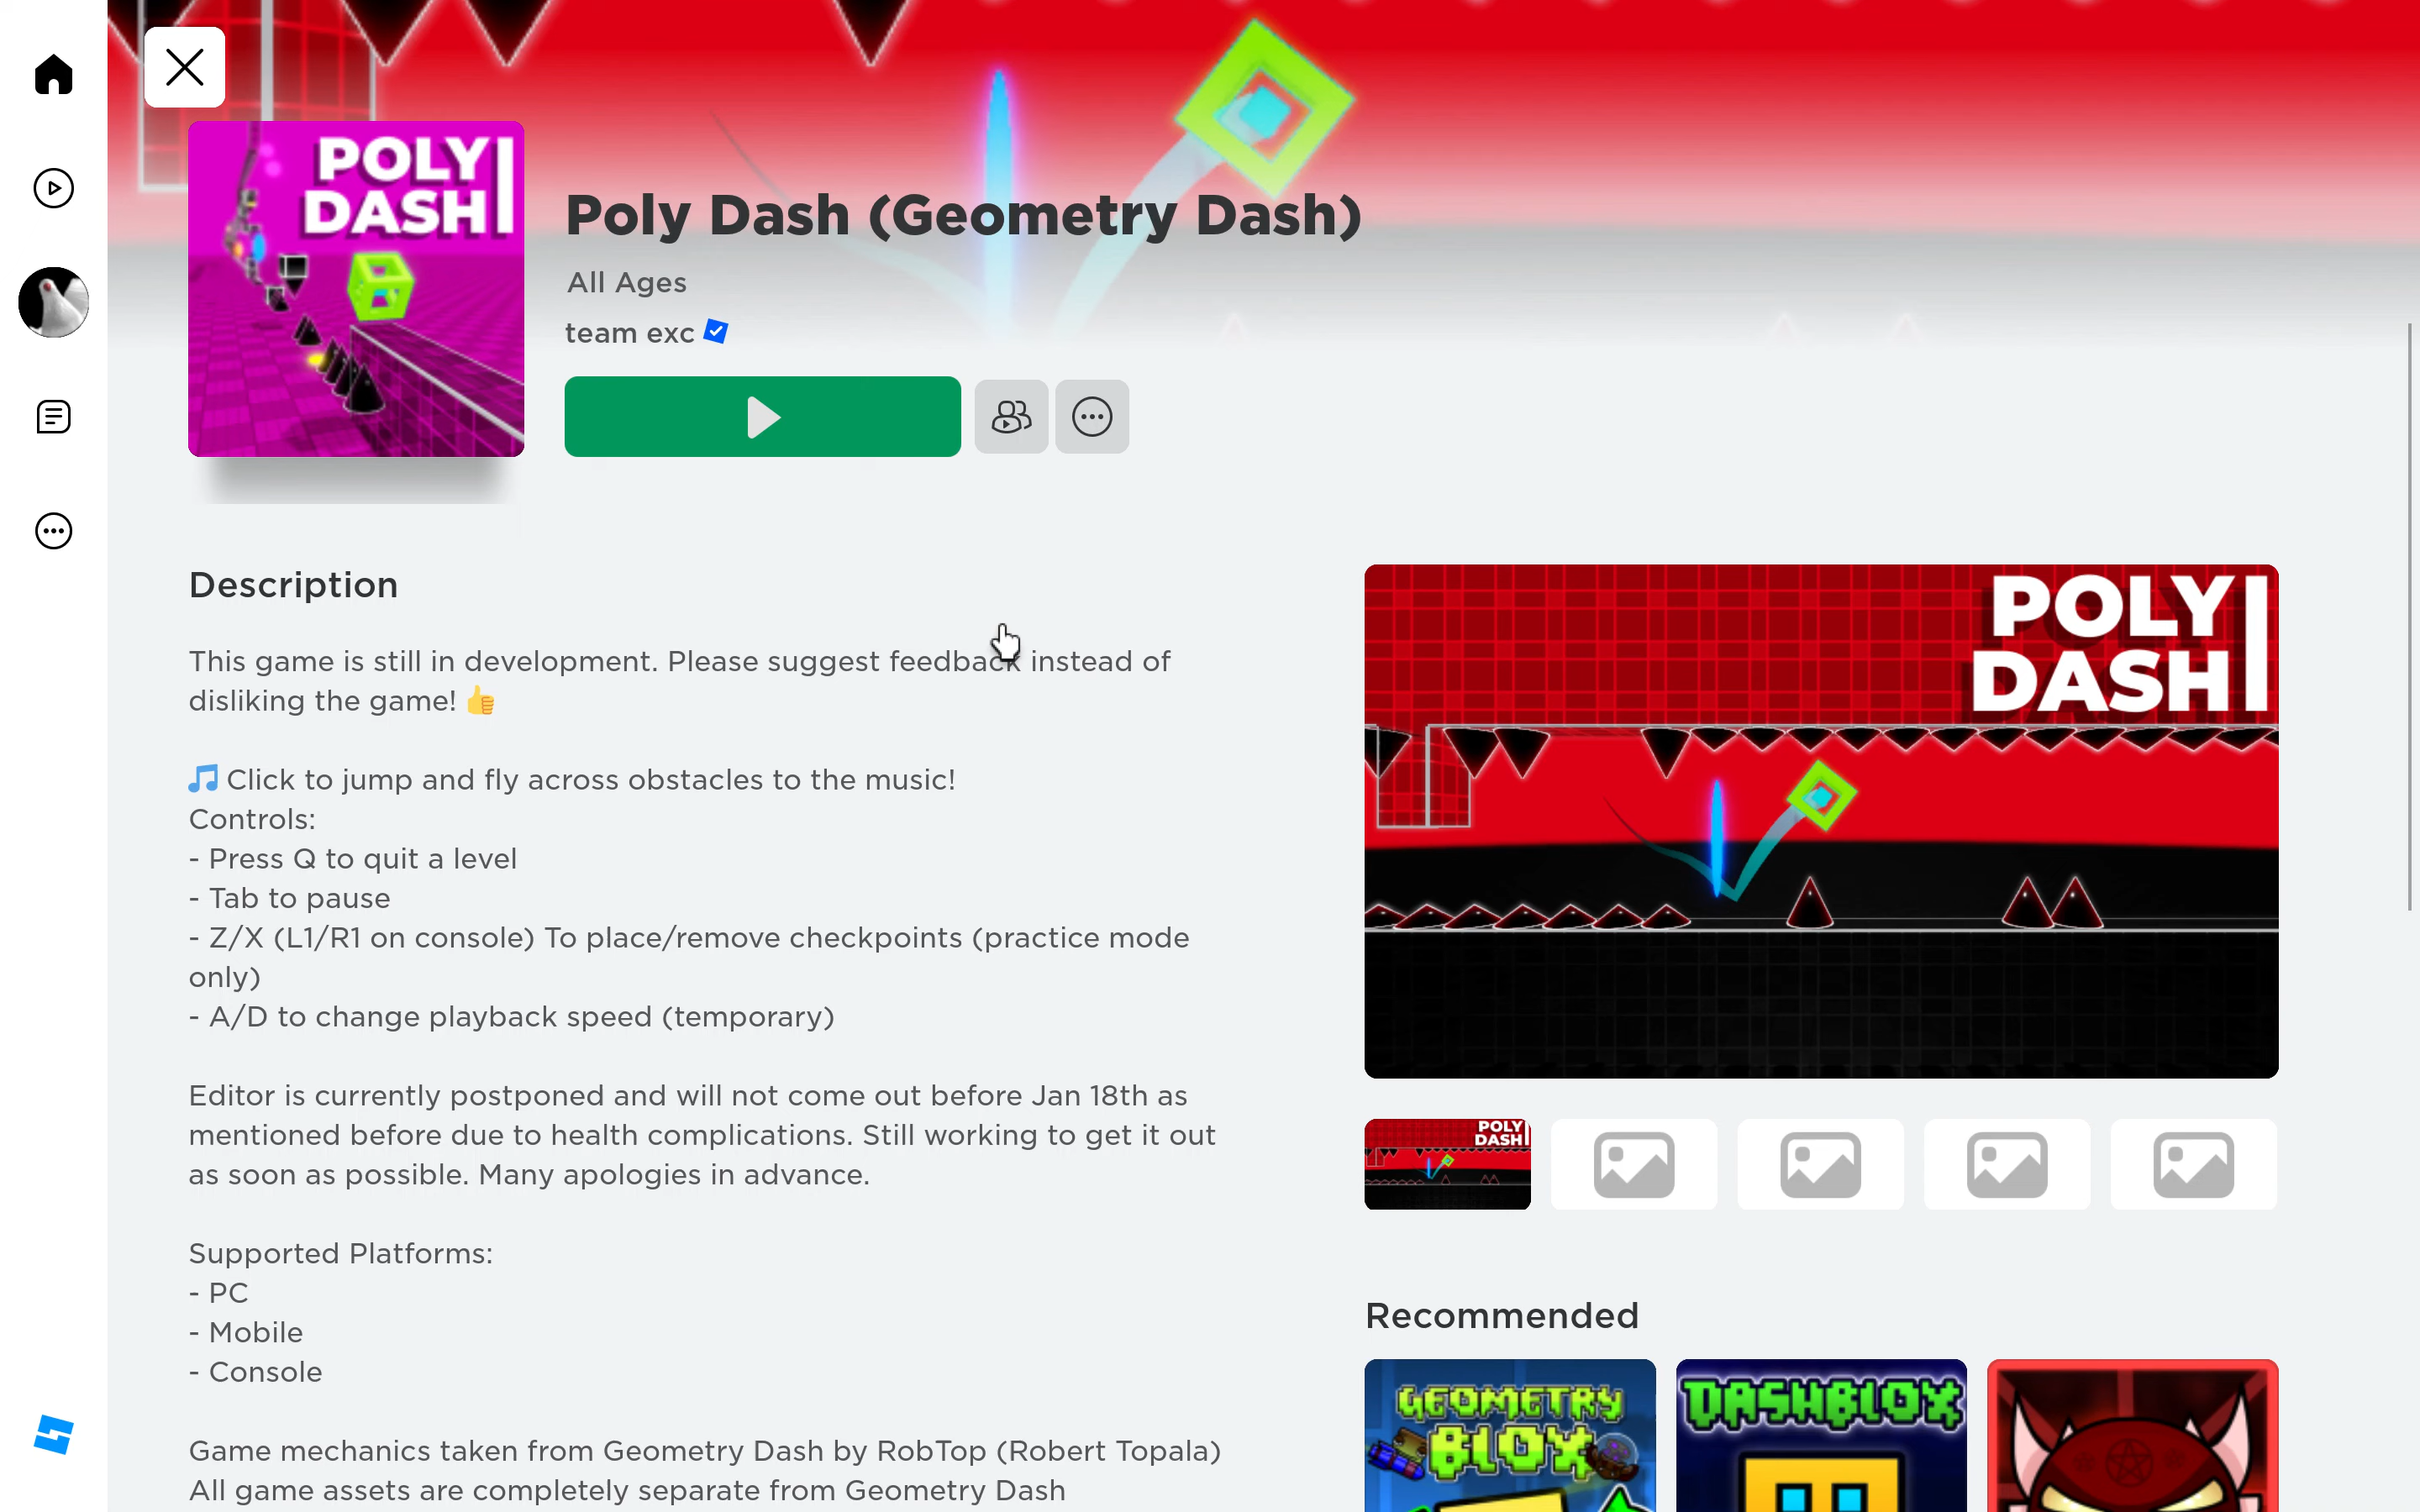 POLY
DASH
Poly Dash (Geometry Dash)
All Ages
team exc
Description
This game is still in development. Please suggest feedback instead of
disliking the game! 👍
🎵 Click to jump and fly across obstacles to the music!
Controls:
- Press Q to quit a level
- Tab to pause
- Z/X (L1/R1 on console) To place/remove checkpoints (practice mode
only)
- A/D to change playback speed (temporary)
Editor is currently postponed and will not come out before Jan 18th as
mentioned before due to health complications. Still working to get it out
as soon as possible. Many apologies in advance.
Supported Platforms:
- PC
- Mobile
- Console
Game mechanics taken from Geometry Dash by RobTop (Robert Topala)
All game assets are completely separate from Geometry Dash
POLY
DASH
POLY
DASH
Recommended
GEOMETRY
BLOX
DASHBLOX